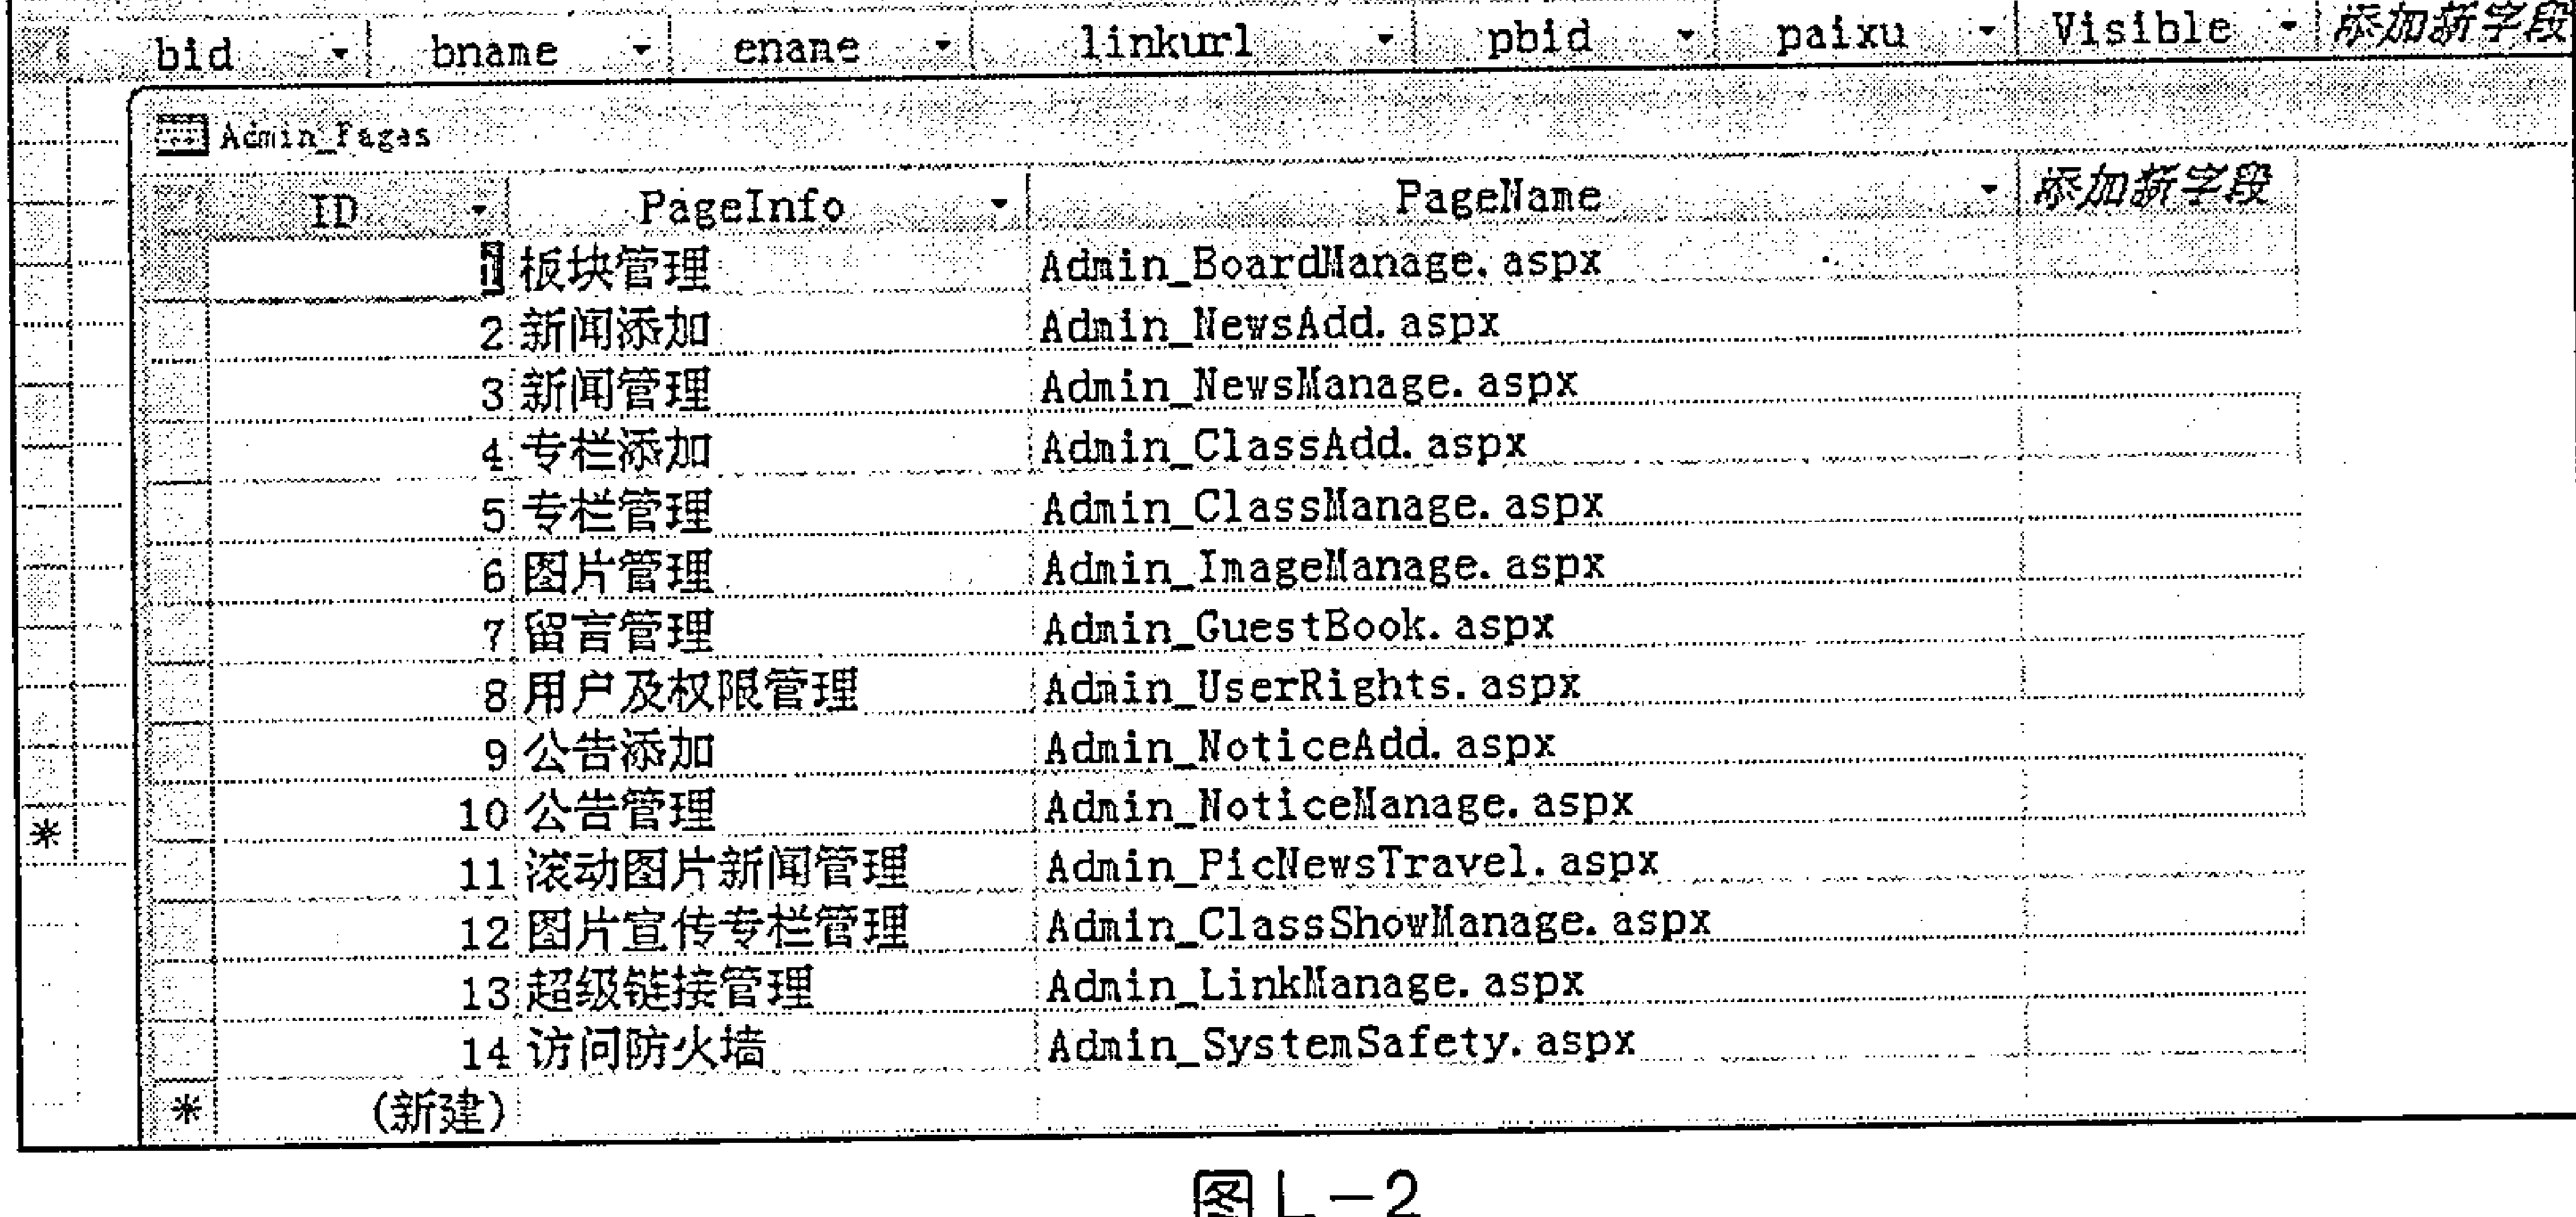 bid bname ename linkurl pbid paixu Visible 添加新字段
Admin_Pages
ID PageInfo PageName 添加新字段
1 板块管理 Admin_BoardManage.aspx
2 新闻添加 Admin_NewsAdd.aspx
3 新闻管理 Admin_NewsManage.aspx
4 专栏添加 Admin_ClassAdd.aspx
5 专栏管理 Admin_ClassManage.aspx
6 图片管理 Admin_ImageManage.aspx
7 留言管理 Admin_GuestBook.aspx
8 用户及权限管理 Admin_UserRights.aspx
9 公告添加 Admin_NoticeAdd.aspx
10 公告管理 Admin_NoticeManage.aspx
11 滚动图片新闻管理 Admin_PicNewsTravel.aspx
12 图片宣传专栏管理 Admin_ClassShowManage.aspx
13 超级链接管理 Admin_LinkManage.aspx
14 访问防火墙 Admin_SystemSafety.aspx
* (新建)
*
图L-2